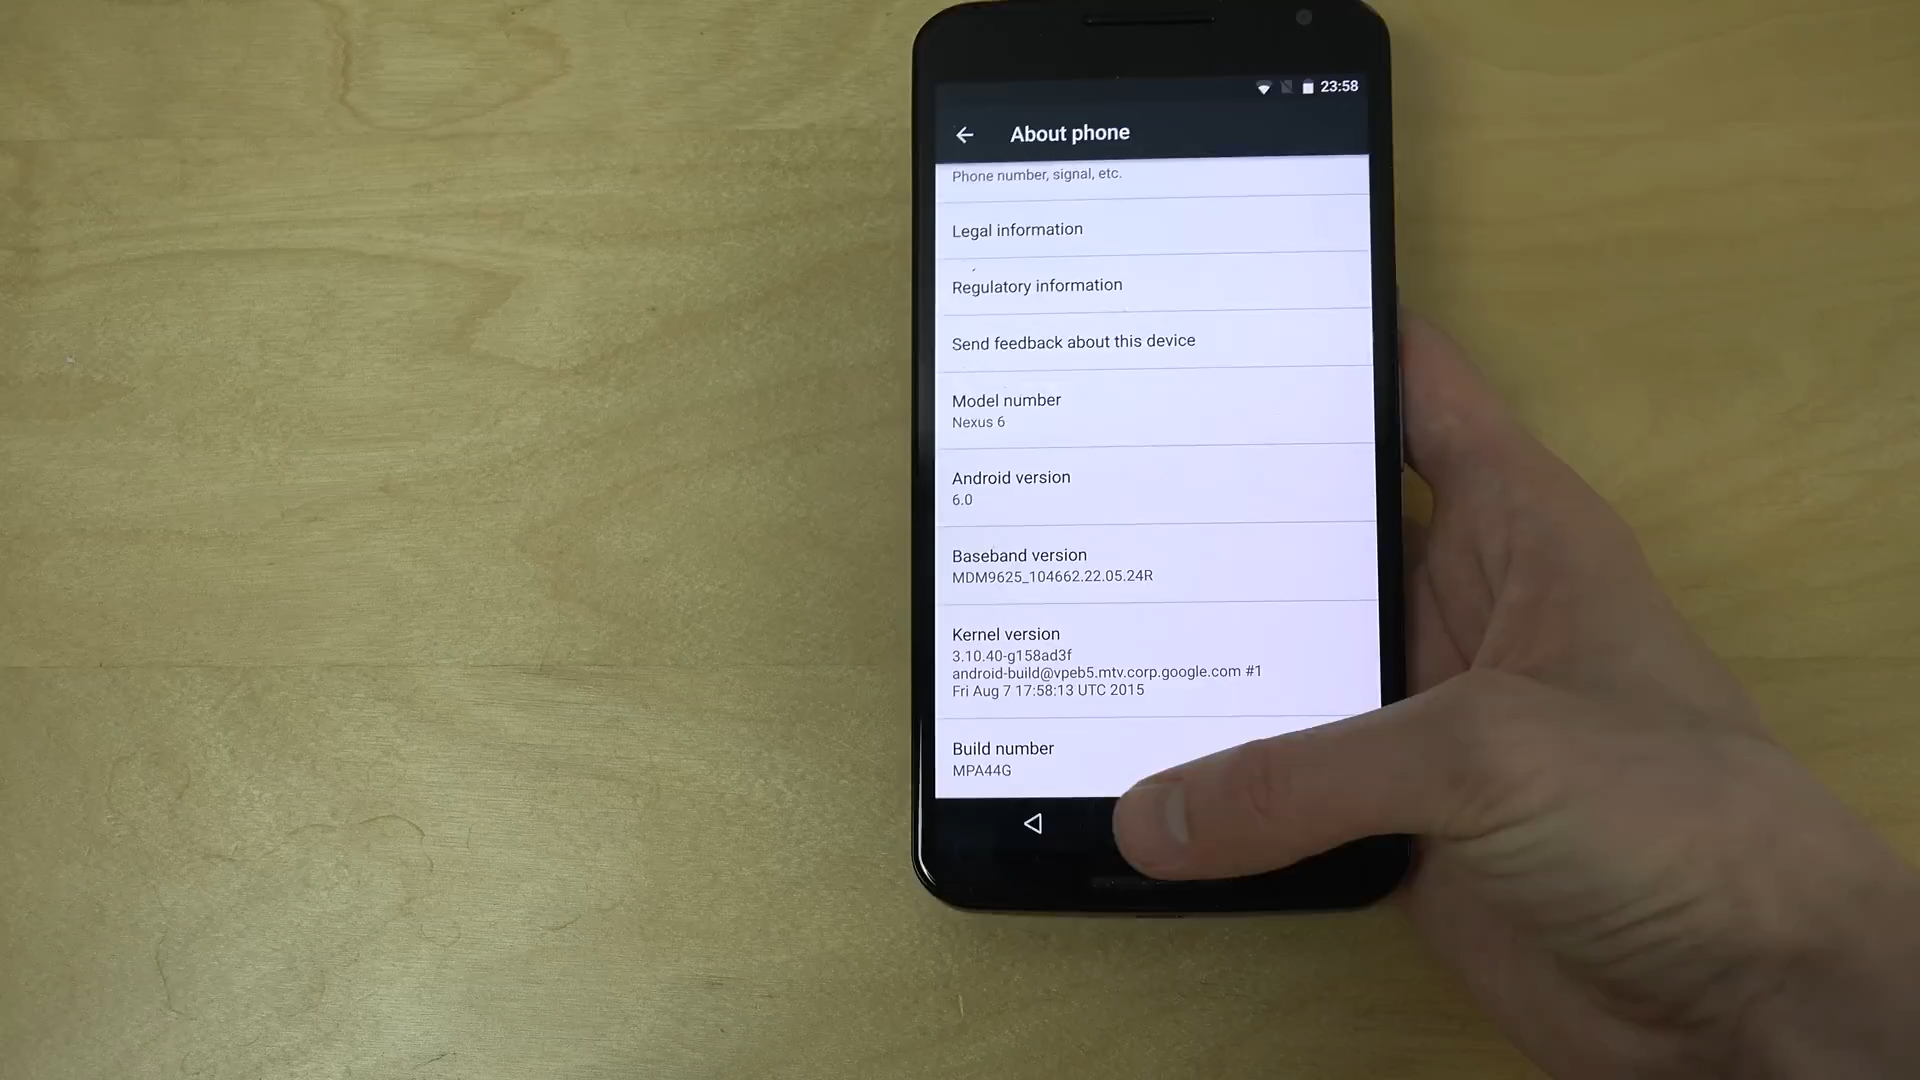 23:58
About phone
Phone number, signal, etc.
Legal information
Regulatory information
Send feedback about this device
Model number
Nexus 6
Android version
6.0
Baseband version
MDM9625_104662.22.05.24R
Kernel version
3.10.40-g158ad3f
android-build@vpeb5.mtv.corp.google.com #1
Fri Aug 7 17:58:13 UTC 2015
Build number
MPA44G